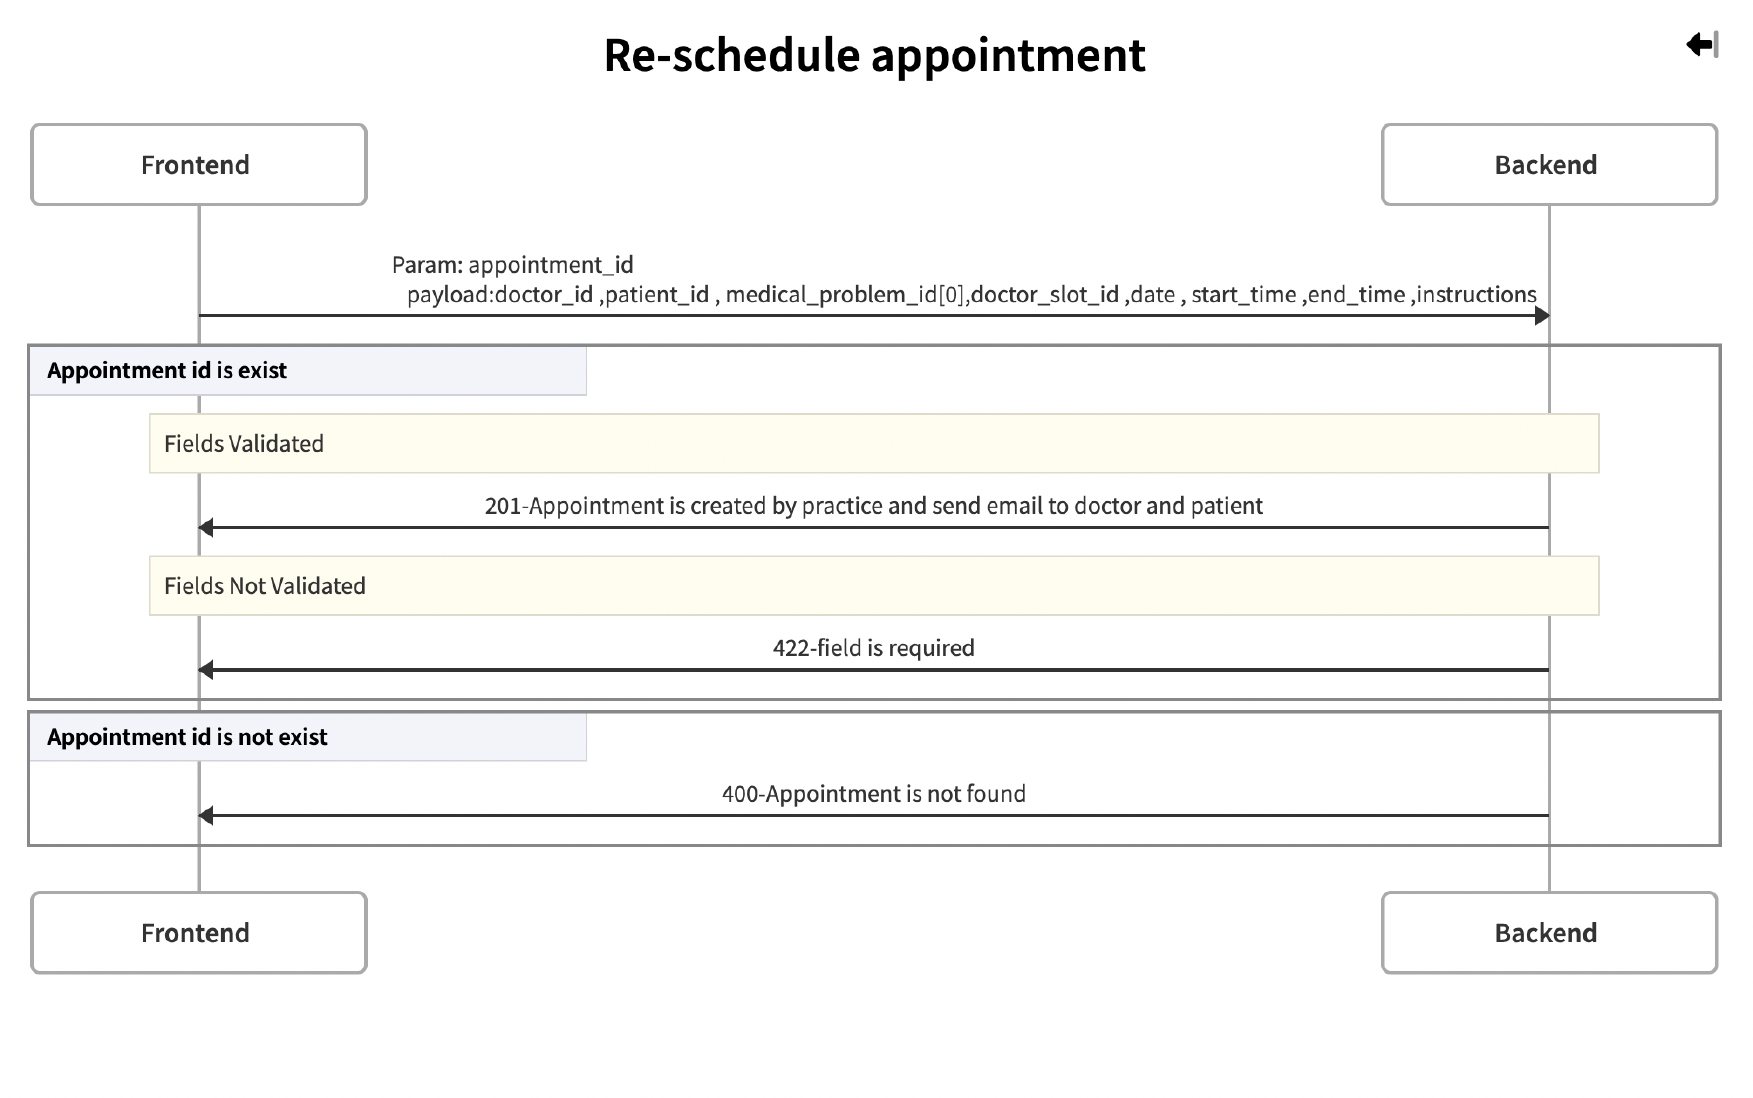 Re-schedule appointment
Frontend
Backend
Param: appointment_id
payload:doctor_id ,patient_id , medical_problem_id[0],doctor_slot_id ,date , start_time ,end_time ,instructions
Appointment id is exist
Fields Validated
201-Appointment is created by practice and send email to doctor and patient
Fields Not Validated
422-field is required
Appointment id is not exist
400-Appointment is not found
Frontend
Backend